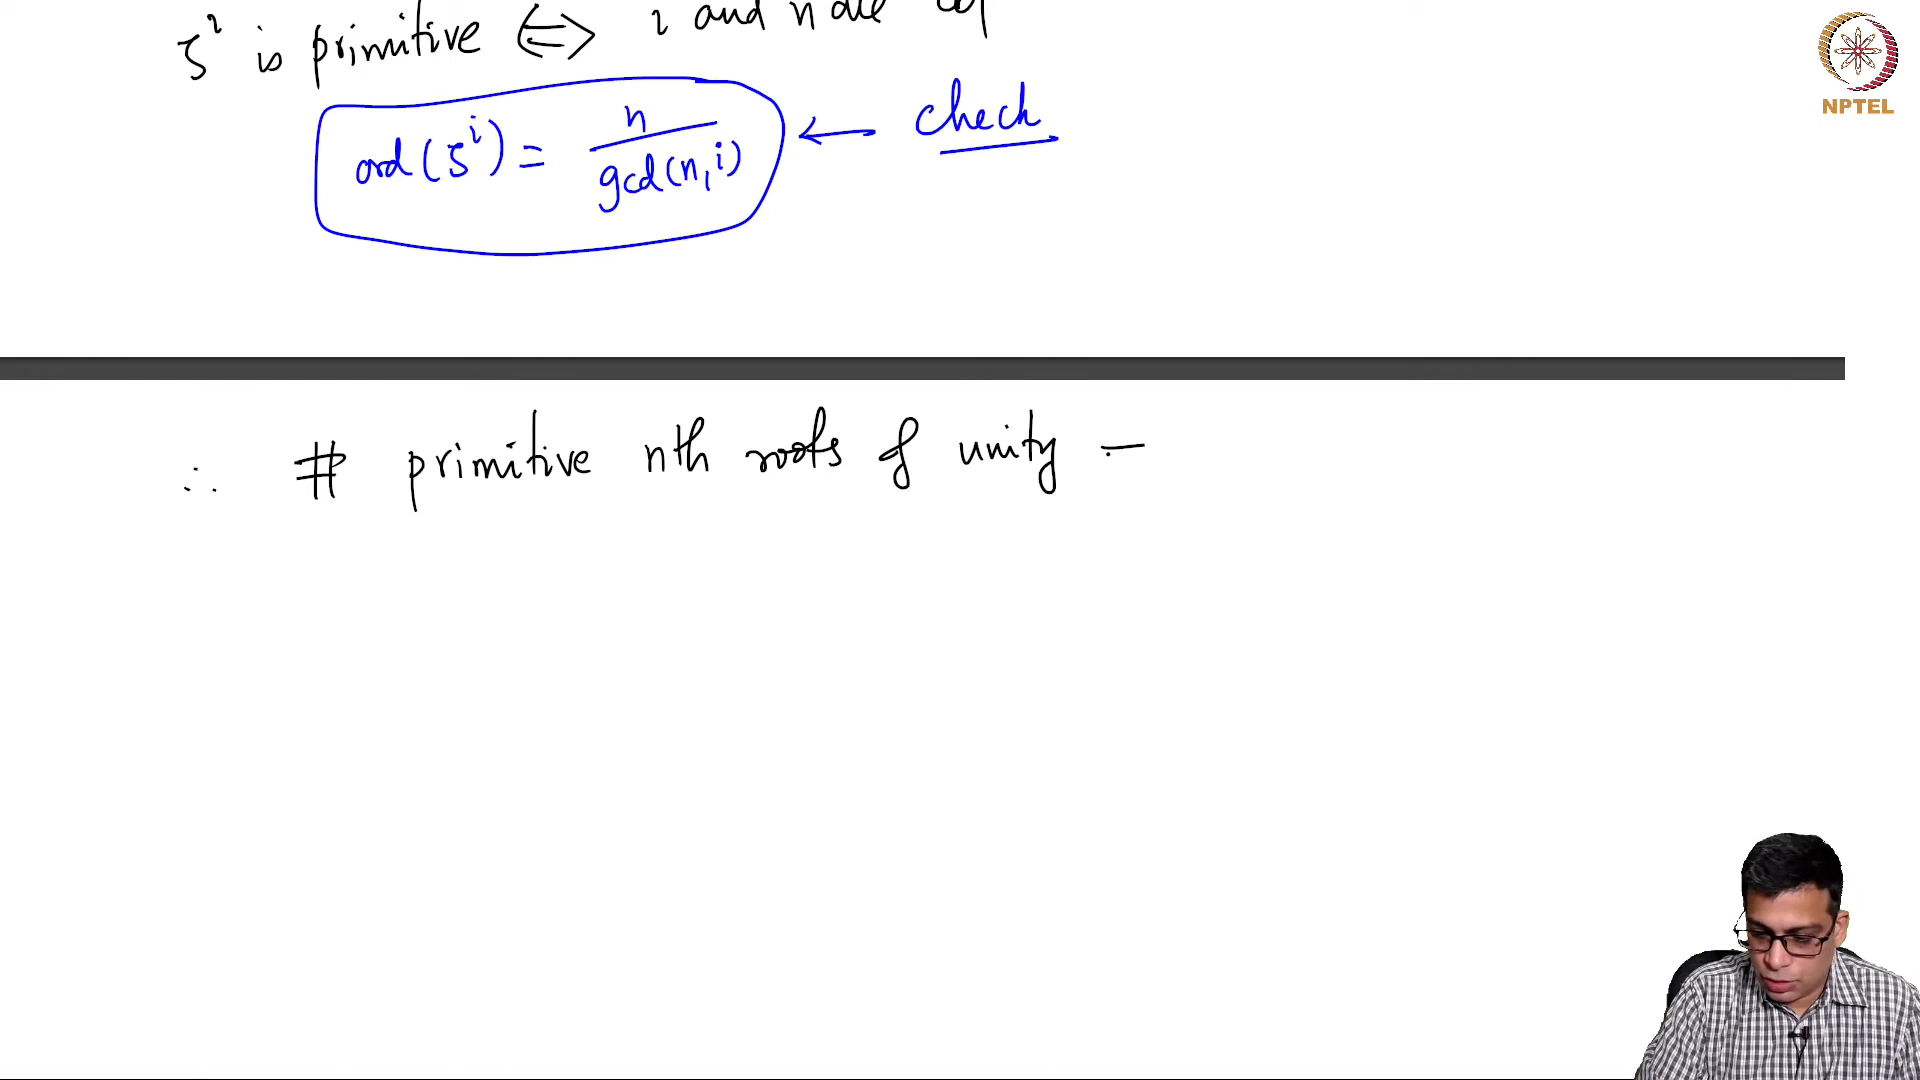 ζ^i is primitive ⟺ i and n are
ord(ζ^i) = n / gcd(n, i) ← check
NPTEL
∴ # primitive nth roots of unity –